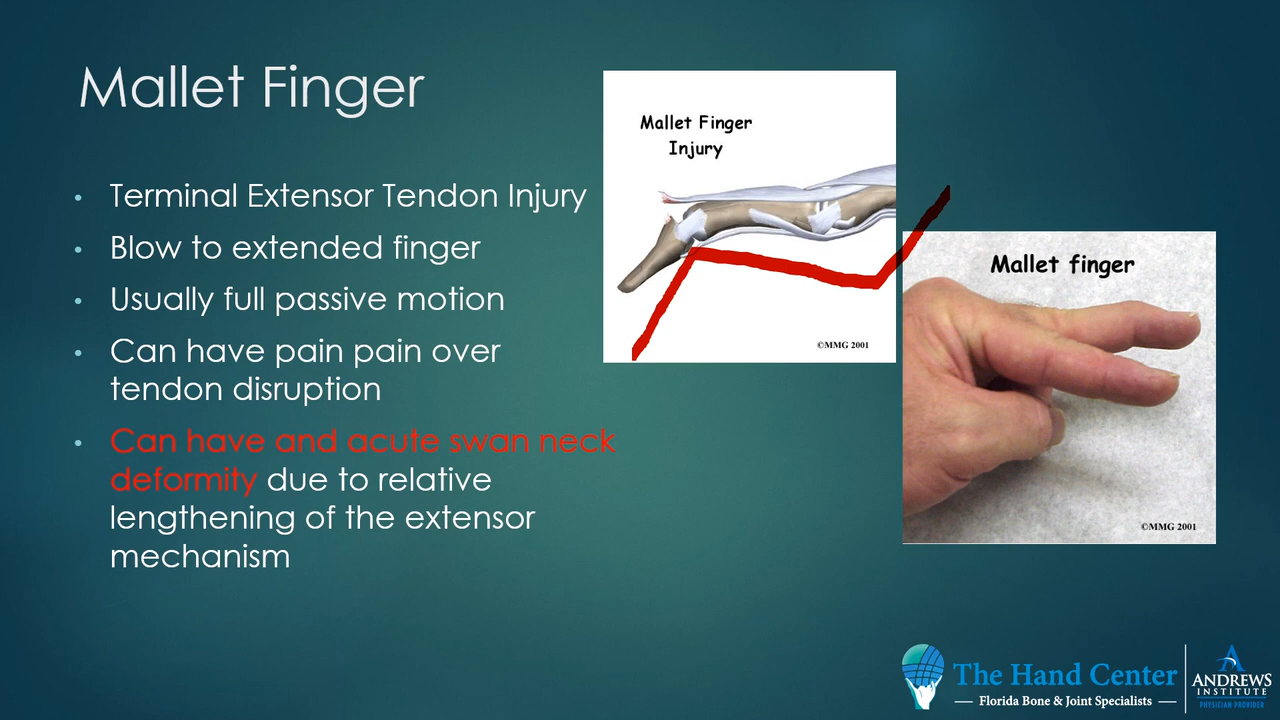 Mallet Finger
• Terminal Extensor Tendon Injury
• Blow to extended finger
• Usually full passive motion
• Can have pain pain over
tendon disruption
• Can have and acute swan neck
deformity due to relative
lengthening of the extensor
mechanism
Mallet Finger
Injury
©MMG 2001
Mallet finger
©MMG 2001
The Hand Center
Florida Bone & Joint Specialists
ANDREWS
INSTITUTE
PHYSICIAN PROVIDER